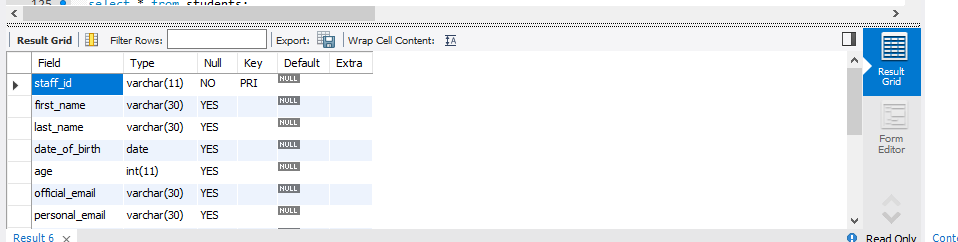 125 select * from students;
Result Grid Filter Rows: Export: Wrap Cell Content:
Field Type Null Key Default Extra
staff_id varchar(11) NO PRI NULL
first_name varchar(30) YES NULL
last_name varchar(30) YES NULL
date_of_birth date YES NULL
age int(11) YES NULL
official_email varchar(30) YES NULL
personal_email varchar(30) YES NULL
Result Grid
Form Editor
Result 6 × Read Only Conte